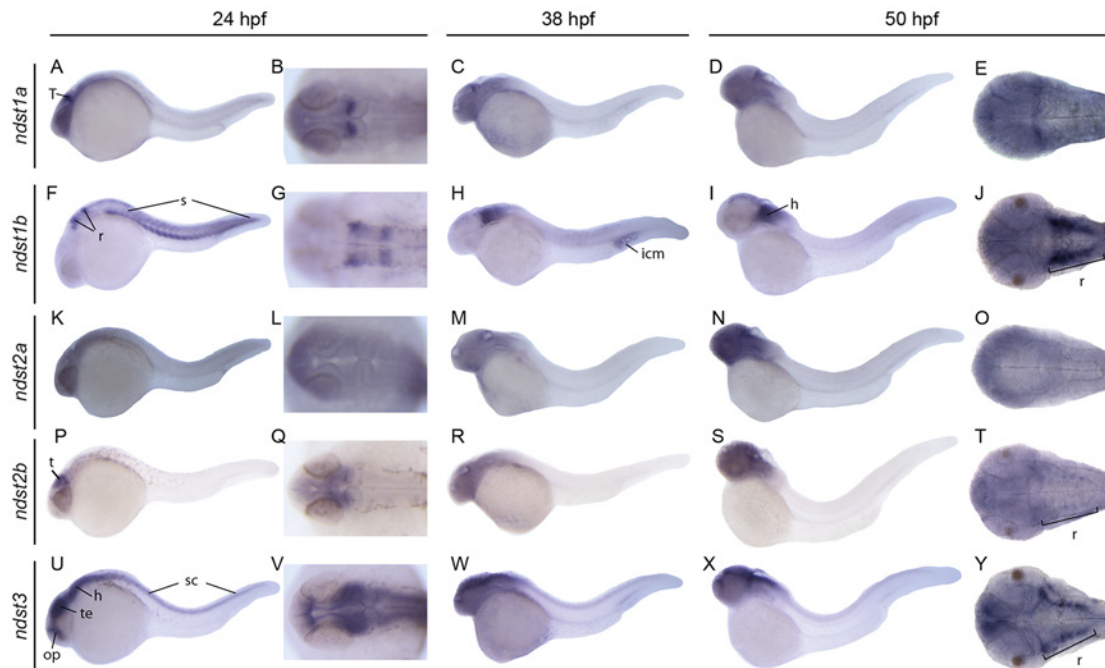 24 hpf 38 hpf 50 hpf
ndst1a A B C D E
T
ndst1b F G H I J
s h
r icm r
ndst2a K L M N O
ndst2b P Q R S T
t
r
ndst3 U V W X Y
sc
h
te
op r